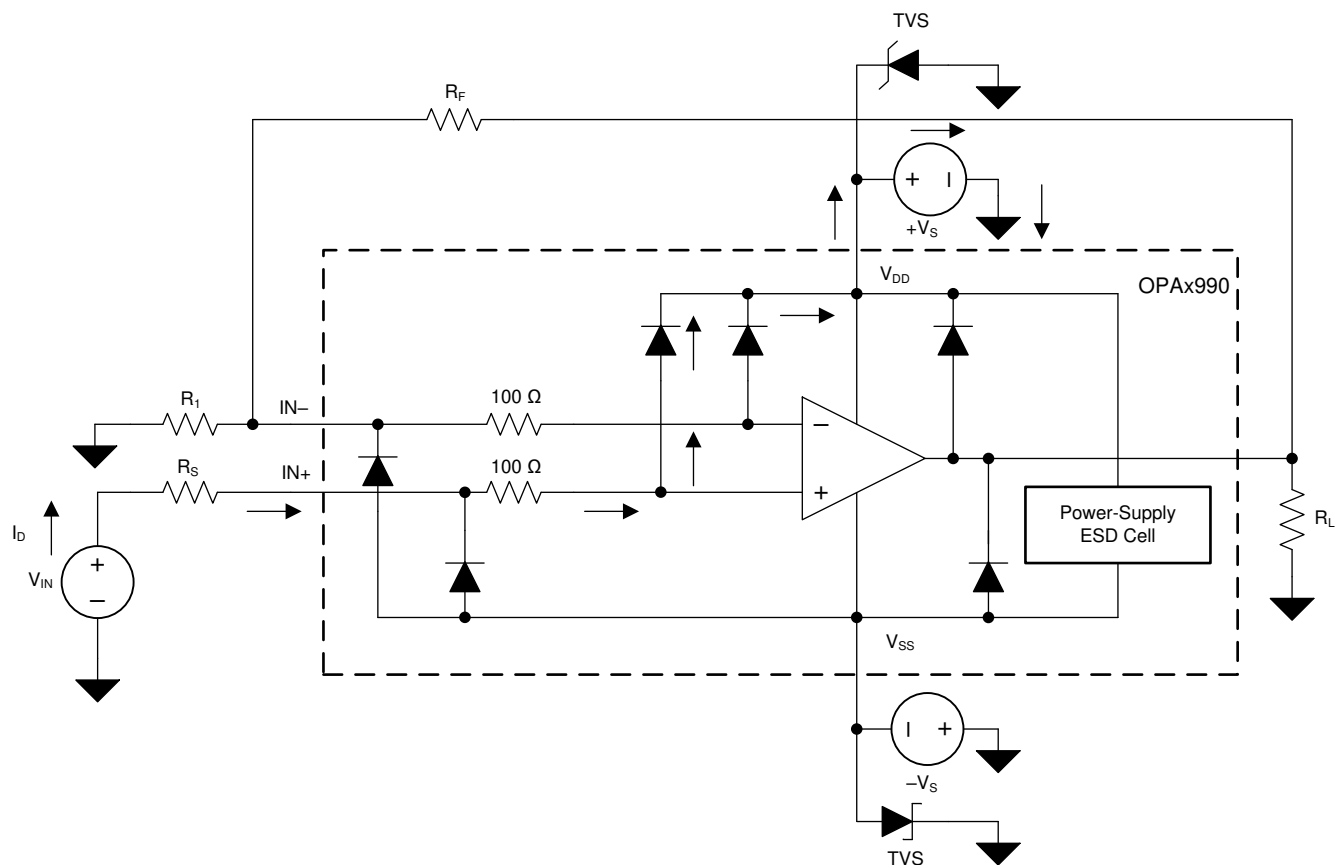 TVS
R_F
+ −
+V_S
V_DD
OPAx990
R_1
IN–
100 Ω
−
R_S
IN+
100 Ω
+
Power-Supply
ESD Cell
R_L
I_D
V_IN
+
−
V_SS
− +
–V_S
TVS